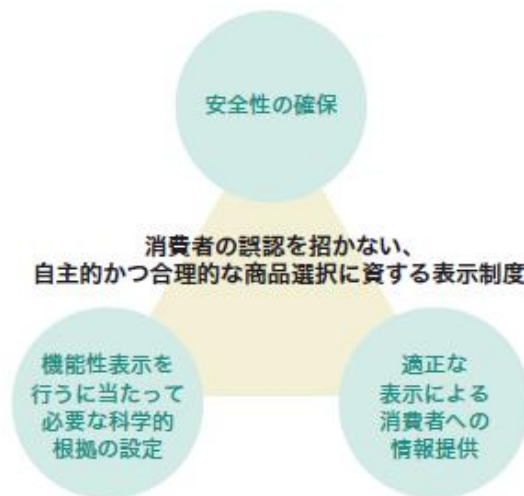 安全性の確保
消費者の誤認を招かない、
自主的かつ合理的な商品選択に資する表示制度
機能性表示を
行うに当たって
必要な科学的
根拠の設定
適正な
表示による
消費者への
情報提供